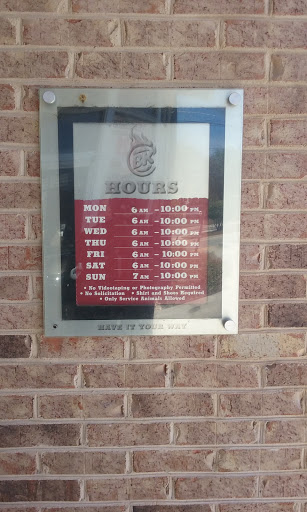 BK
HOURS
MON 6 AM - 10:00 PM
TUE 6 AM - 10:00 PM
WED 6 AM - 10:00 PM
THU 6 AM - 10:00 PM
FRI 6 AM - 10:00 PM
SAT 6 AM - 10:00 PM
SUN 7 AM - 10:00 PM
• No Videotaping or Photography Permitted
• No Solicitation • Shirt and Shoes Required
• Only Service Animals Allowed
HAVE IT YOUR WAY